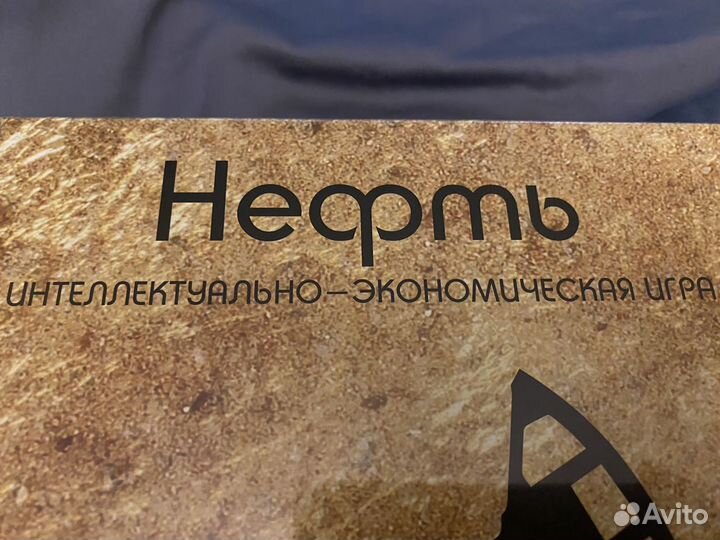 Нефть
ИНТЕЛЛЕКТУАЛЬНО–ЭКОНОМИЧЕСКАЯ ИГРА
Avito